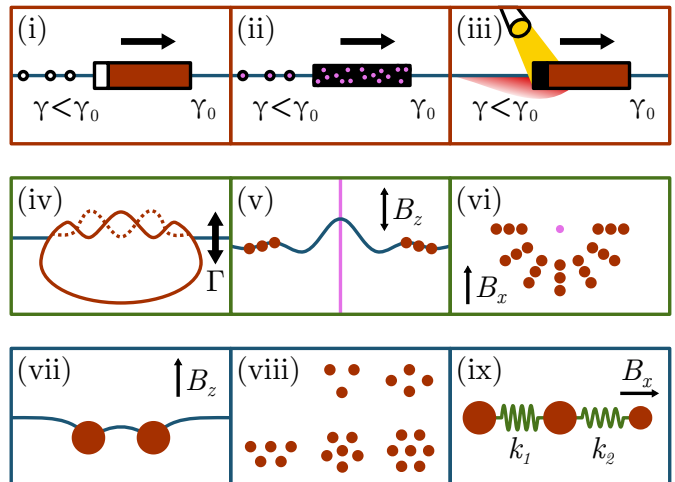 (i)
γ<γ₀
γ₀
(ii)
γ<γ₀
γ₀
(iii)
γ<γ₀
γ₀
(iv)
Γ
(v)
B_z
(vi)
B_x
(vii)
B_z
(viii)
(ix)
B_x
k₁
k₂